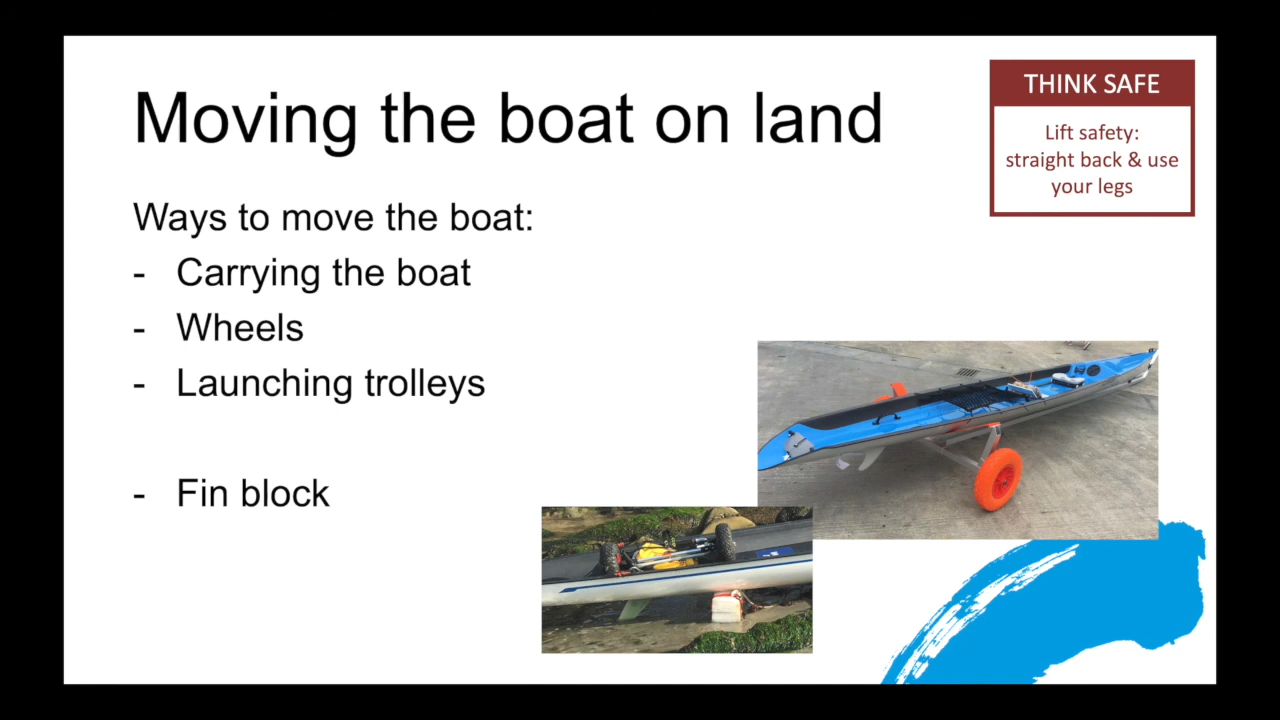 Moving the boat on land
THINK SAFE
Lift safety:
straight back & use
your legs
Ways to move the boat:
- Carrying the boat
- Wheels
- Launching trolleys
- Fin block